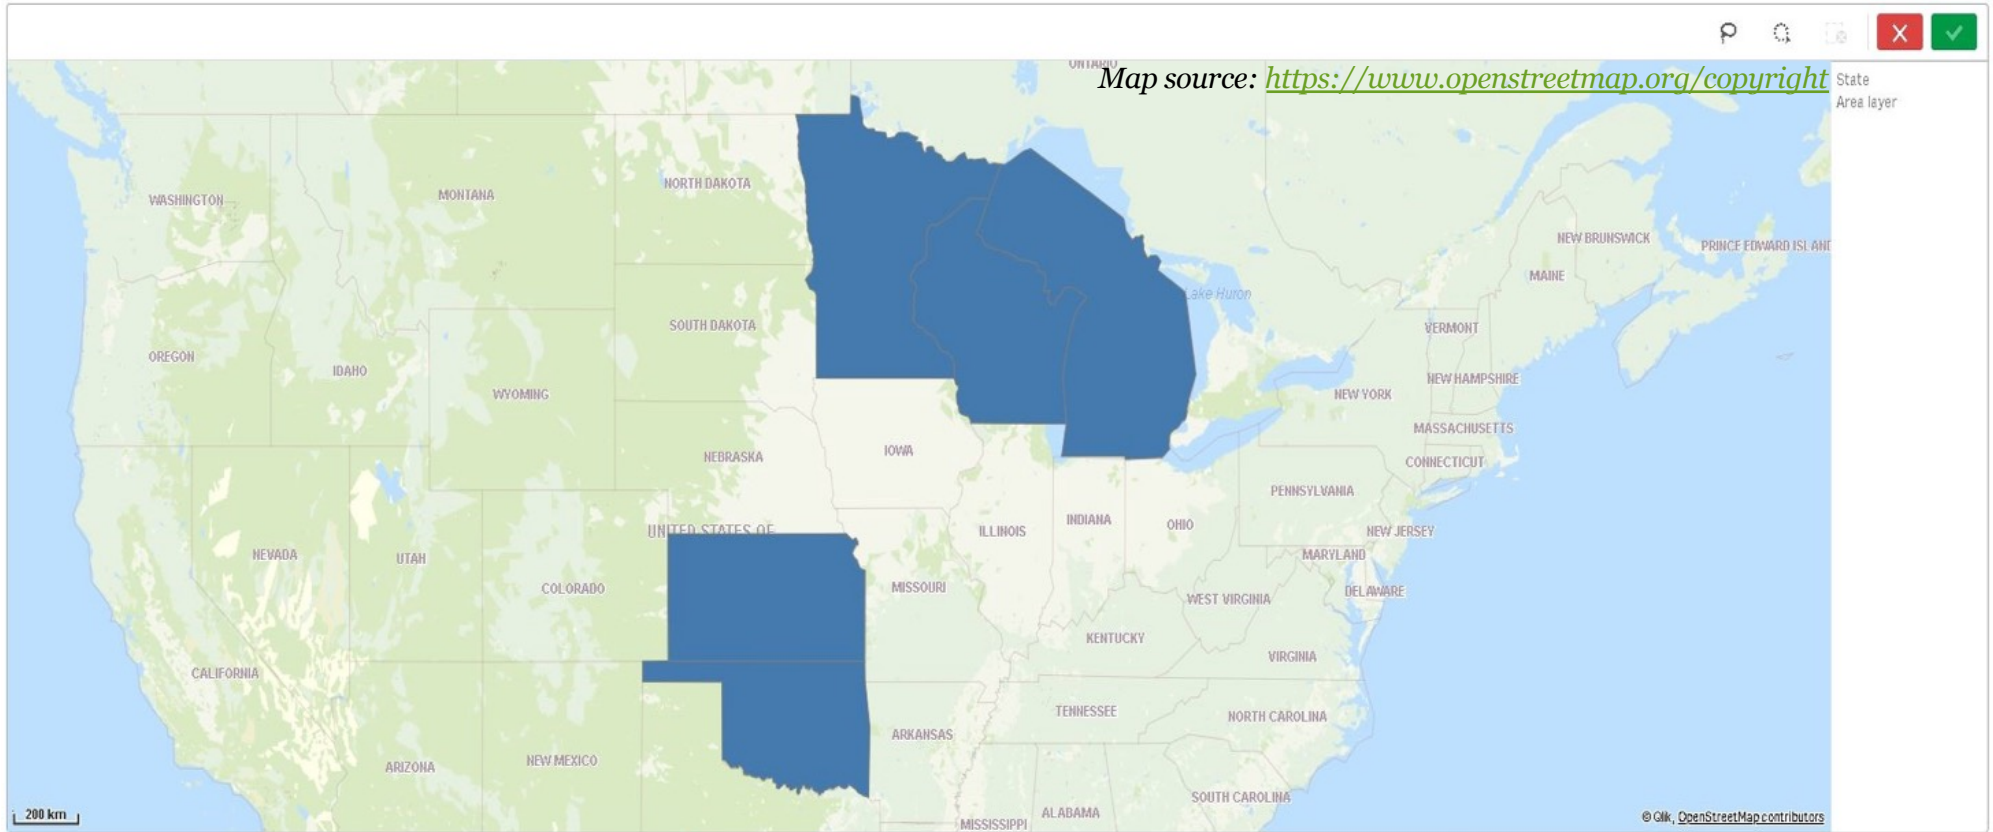 ONTARIO
Map source: https://www.openstreetmap.org/copyright
State
Area layer
NORTH DAKOTA
WASHINGTON
MONTANA
NEW BRUNSWICK
PRINCE EDWARD ISLAND
MAINE
Lake Huron
SOUTH DAKOTA
VERMONT
OREGON
IDAHO
NEW HAMPSHIRE
WYOMING
NEW YORK
MASSACHUSETTS
IOWA
NEBRASKA
CONNECTICUT
PENNSYLVANIA
INDIANA
OHIO
UNITED STATES OF
ILLINOIS
NEW JERSEY
NEVADA
UTAH
MARYLAND
COLORADO
MISSOURI
DELAWARE
WEST VIRGINIA
KENTUCKY
VIRGINIA
CALIFORNIA
TENNESSEE
NORTH CAROLINA
ARKANSAS
NEW MEXICO
ARIZONA
SOUTH CAROLINA
ALABAMA
200 km
© Qlik, OpenStreetMap contributors
MISSISSIPPI